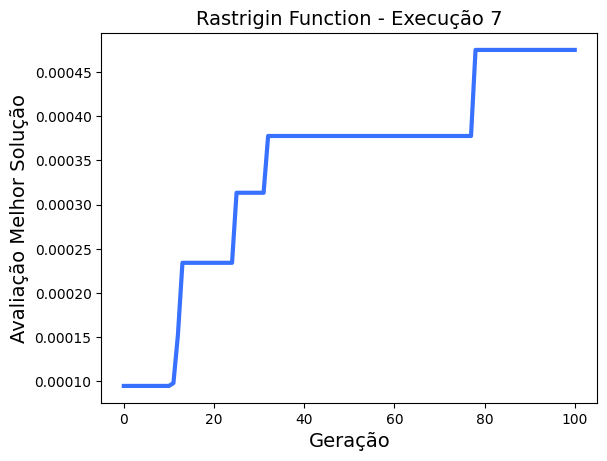 Rastrigin Function - Execução 7
Avaliação Melhor Solução
0.00045
0.00040
0.00035
0.00030
0.00025
0.00020
0.00015
0.00010
0 20 40 60 80 100
Geração